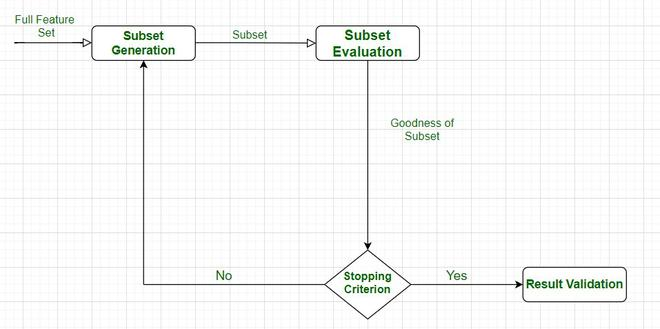 Full Feature
Set
Subset
Generation
Subset
Subset
Evaluation
Goodness of
Subset
No
Stopping
Criterion
Yes
Result Validation